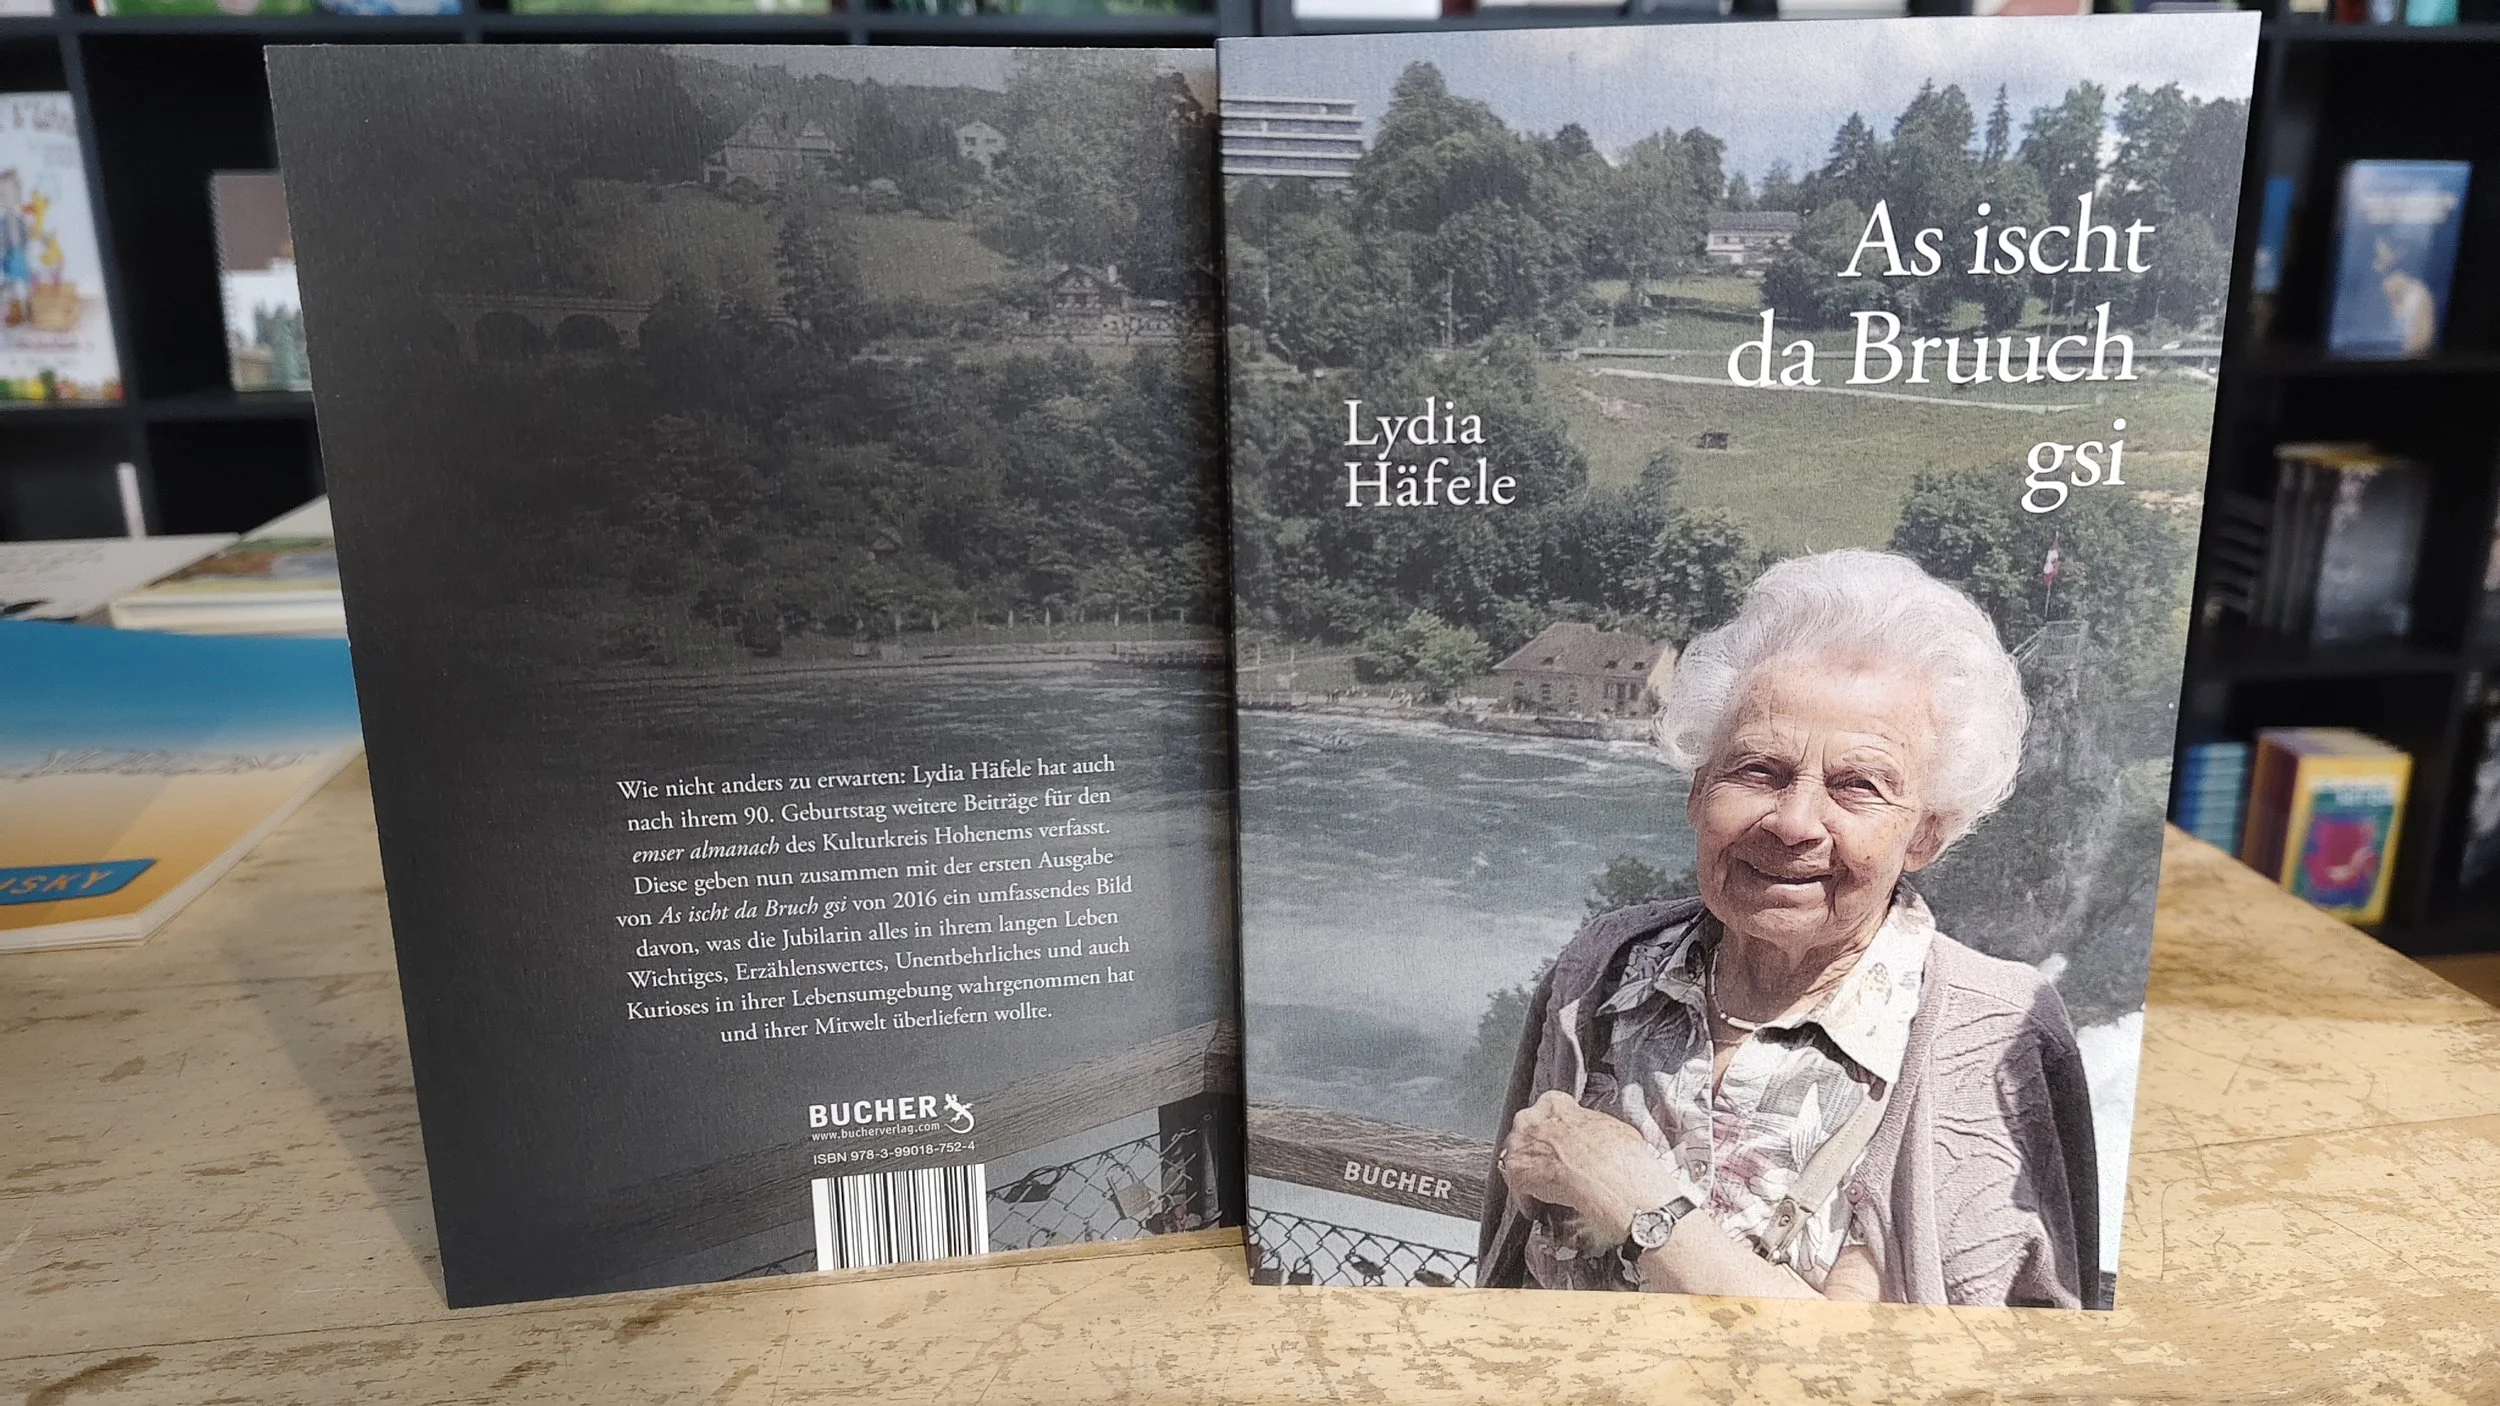 Wie nicht anders zu erwarten: Lydia Häfele hat auch
nach ihrem 90. Geburtstag weitere Beiträge für den
emser almanach des Kulturkreis Hohenems verfasst.
Diese geben nun zusammen mit der ersten Ausgabe
von As ischt da Bruch gsi von 2016 ein umfassendes Bild
davon, was die Jubilarin alles in ihrem langen Leben
Wichtiges, Erzählenswertes, Unentbehrliches und auch
Kurioses in ihrer Lebensumgebung wahrgenommen hat
und ihrer Mitwelt überliefern wollte.
BUCHER
www.bucherverlag.com
ISBN 978-3-99018-752-4
As ischt
da Bruuch
gsi
Lydia
Häfele
BUCHER